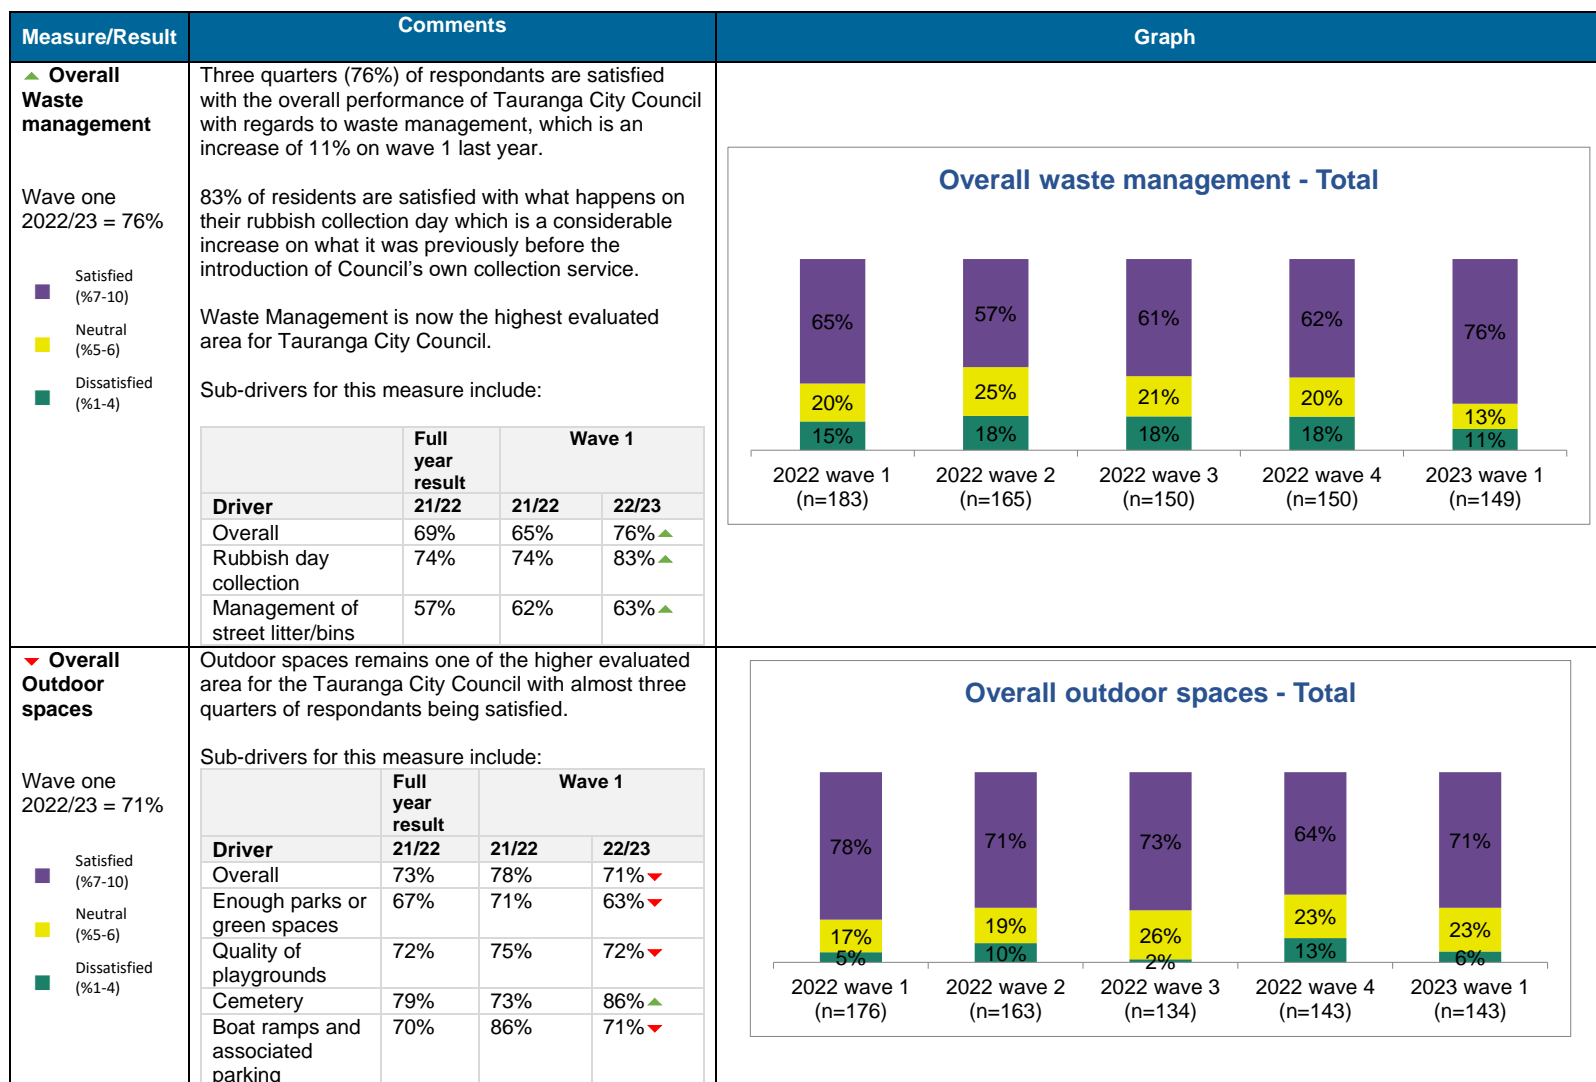 Measure/Result
Comments
Graph
Overall
Waste
management
Wave one
2022/23 = 76%
Satisfied
(%7-10)
Neutral
(%5-6)
Dissatisfied
(%1-4)
Three quarters (76%) of respondants are satisfied
with the overall performance of Tauranga City Council
with regards to waste management, which is an
increase of 11% on wave 1 last year.
83% of residents are satisfied with what happens on
their rubbish collection day which is a considerable
increase on what it was previously before the
introduction of Council's own collection service.
Waste Management is now the highest evaluated
area for Tauranga City Council.
Sub-drivers for this measure include:
Full
year
result
Wave 1
Driver 21/22 21/22 22/23
Overall 69% 65% 76%
Rubbish day
collection
74% 74% 83%
Management of
street litter/bins
57% 62% 63%
Overall waste management - Total
65% 57% 61% 62% 76%
20% 25% 21% 20% 13%
15% 18% 18% 18% 11%
2022 wave 1 2022 wave 2 2022 wave 3 2022 wave 4 2023 wave 1
(n=183) (n=165) (n=150) (n=150) (n=149)
Overall
Outdoor
spaces
Wave one
2022/23 = 71%
Satisfied
(%7-10)
Neutral
(%5-6)
Dissatisfied
(%1-4)
Outdoor spaces remains one of the higher evaluated
area for the Tauranga City Council with almost three
quarters of respondants being satisfied.
Sub-drivers for this measure include:
Full
year
result
Wave 1
Driver 21/22 21/22 22/23
Overall 73% 78% 71%
Enough parks or
green spaces
67% 71% 63%
Quality of
playgrounds
72% 75% 72%
Cemetery 79% 73% 86%
Boat ramps and
associated
parking
70% 86% 71%
Overall outdoor spaces - Total
78% 71% 73% 64% 71%
17% 19% 26% 23% 23%
5% 10% 2% 13% 6%
2022 wave 1 2022 wave 2 2022 wave 3 2022 wave 4 2023 wave 1
(n=176) (n=163) (n=134) (n=143) (n=143)